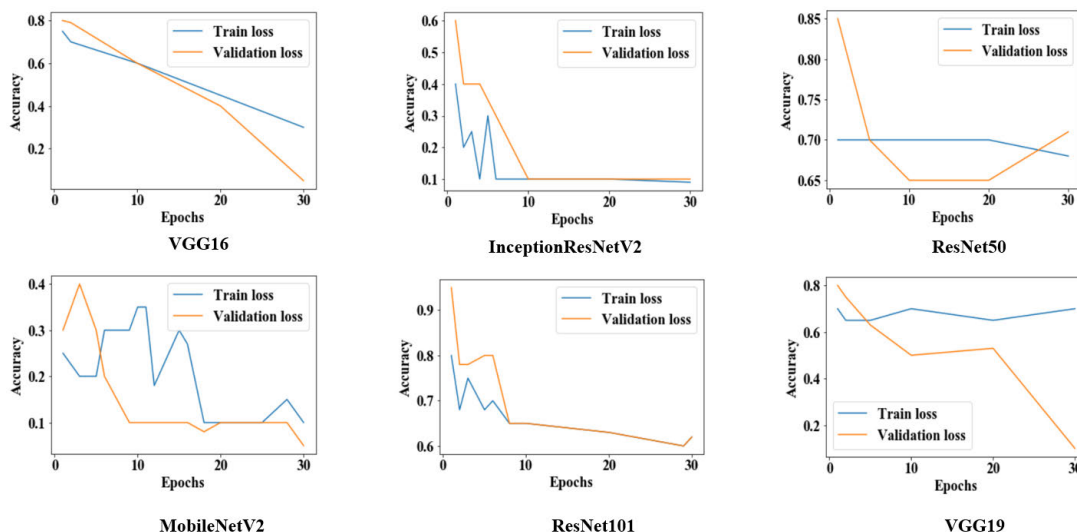 0.8
0.6
0.4
0.2
Accuracy
Train loss
Validation loss
0
10
20
30
Epochs
VGG16
0.6
0.5
0.4
0.3
0.2
0.1
Accuracy
Train loss
Validation loss
0
10
20
30
Epochs
InceptionResNetV2
0.85
0.80
0.75
0.70
0.65
Accuracy
Train loss
Validation loss
0
10
20
30
Epochs
ResNet50
0.4
0.3
0.2
0.1
Accuracy
Train loss
Validation loss
0
10
20
30
Epochs
MobileNetV2
0.9
0.8
0.7
0.6
Accuracy
Train loss
Validation loss
0
10
20
30
Epochs
ResNet101
0.8
0.6
0.4
0.2
Accuracy
Train loss
Validation loss
0
10
20
30
Epochs
VGG19